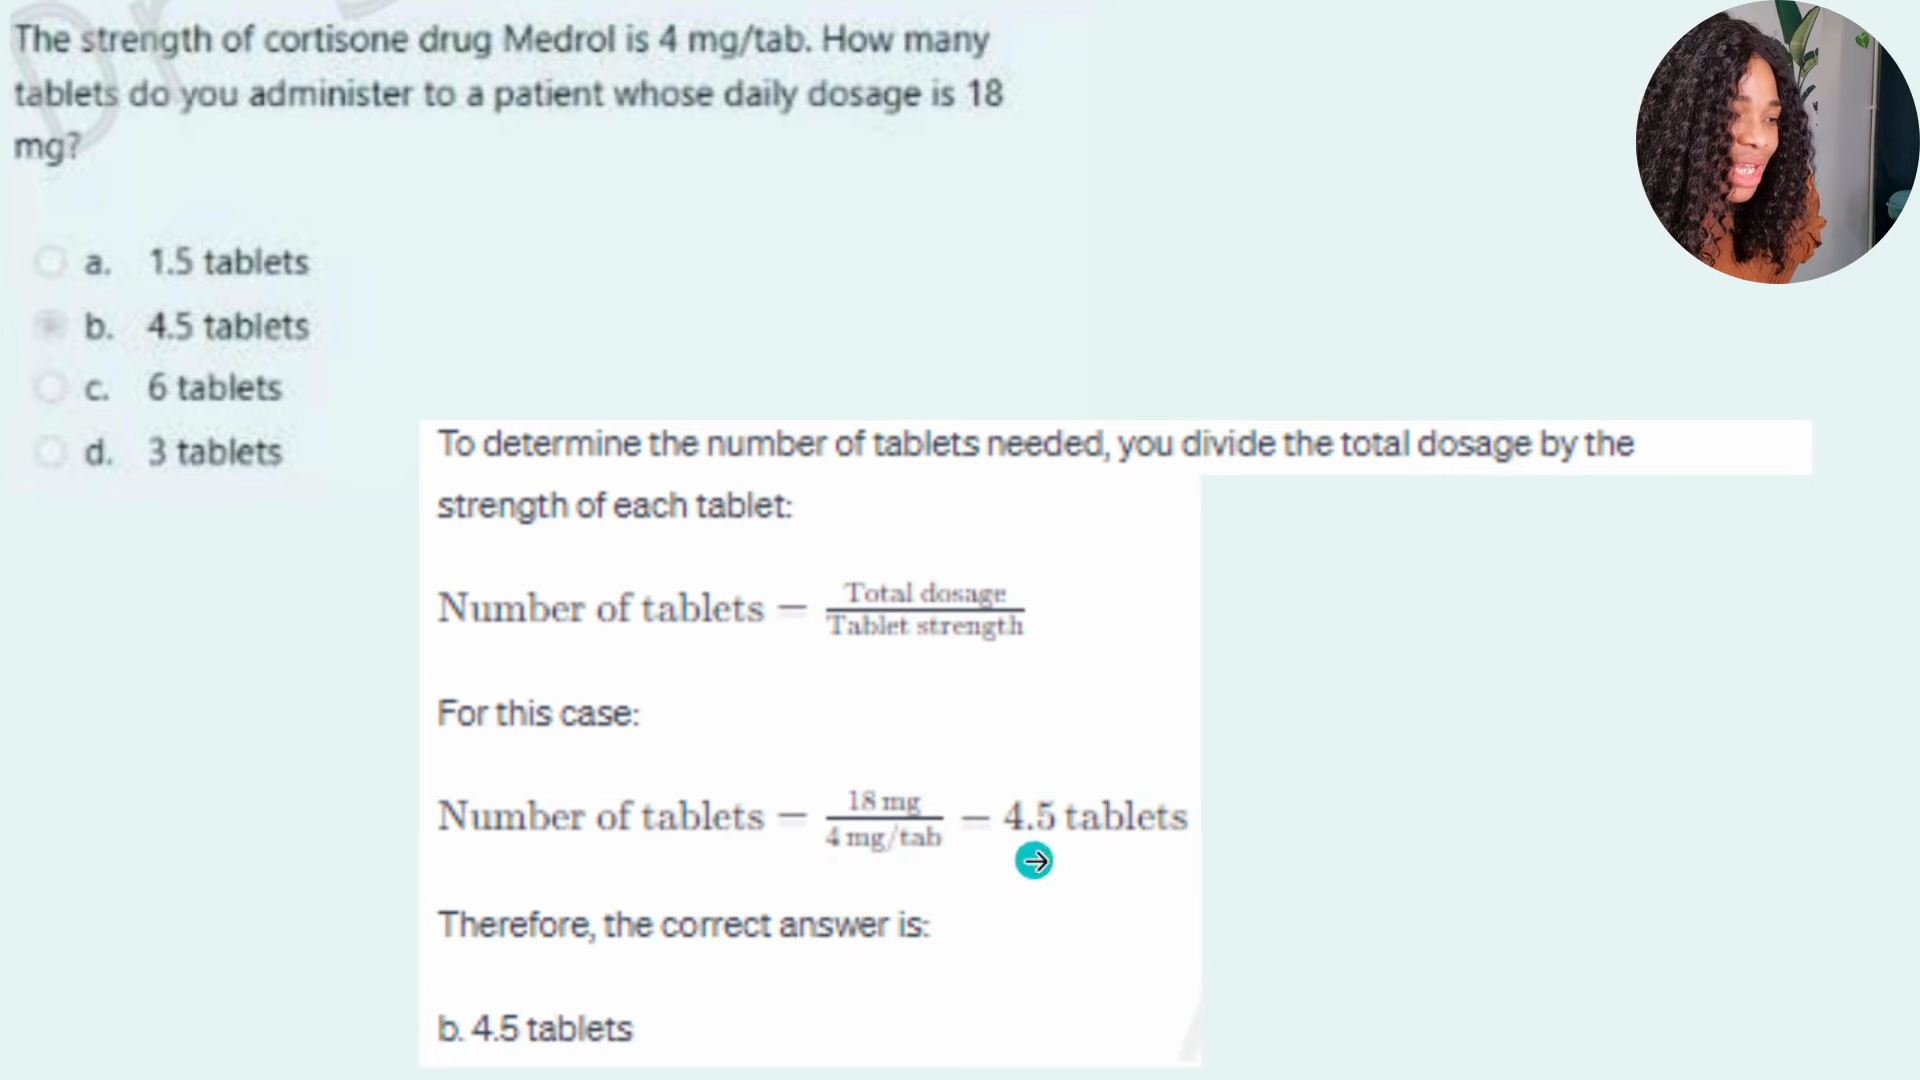 The strength of cortisone drug Medrol is 4 mg/tab. How many
tablets do you administer to a patient whose daily dosage is 18
mg?
a. 1.5 tablets
b. 4.5 tablets
c. 6 tablets
d. 3 tablets
To determine the number of tablets needed, you divide the total dosage by the
strength of each tablet:
Number of tablets = Total dosage / Tablet strength
For this case:
Number of tablets = 18 mg / 4 mg/tab = 4.5 tablets
Therefore, the correct answer is:
b. 4.5 tablets